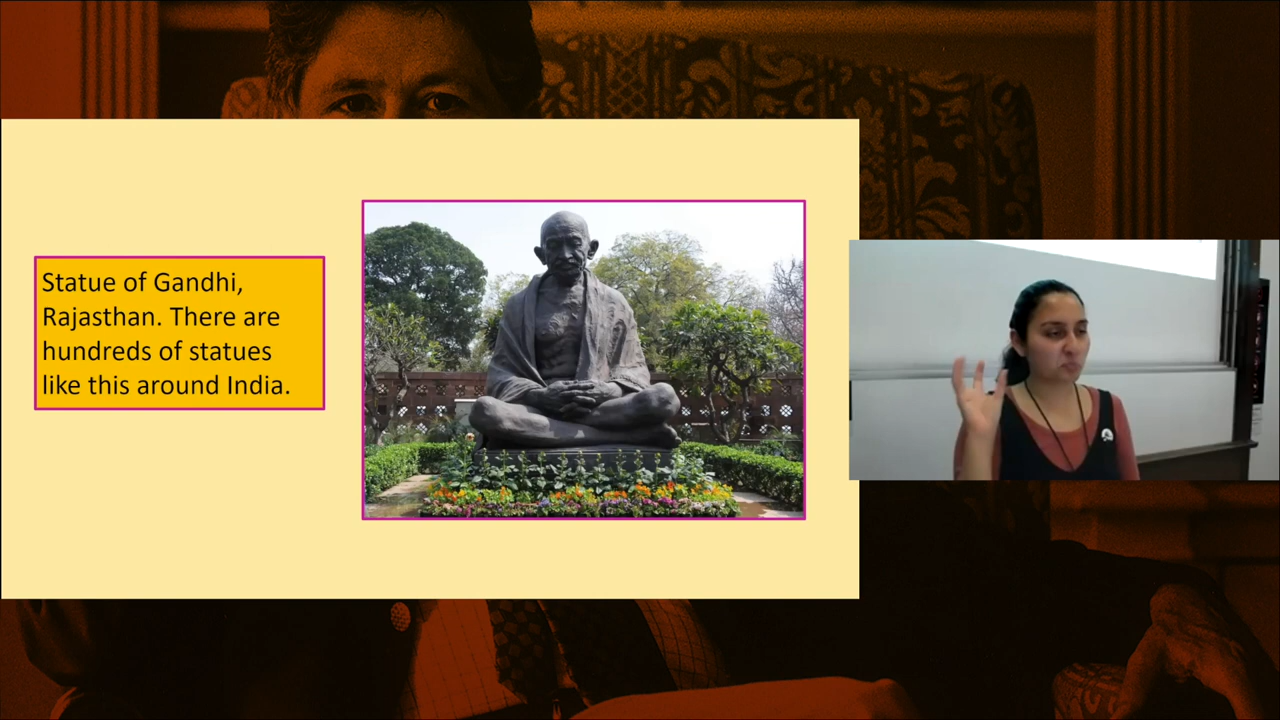 Statue of Gandhi,
Rajasthan. There are
hundreds of statues
like this around India.